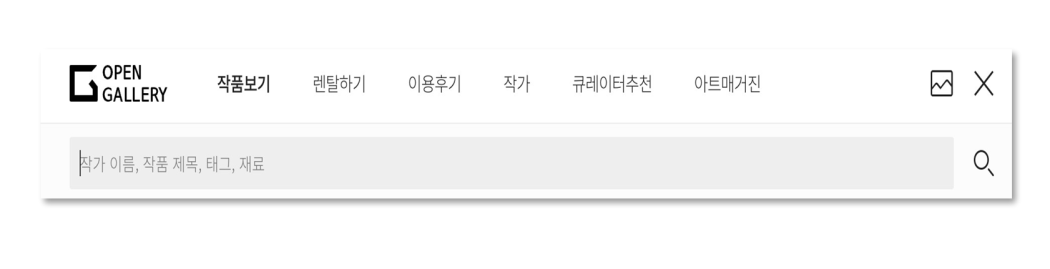 OPEN
GALLERY
작품보기 렌탈하기 이용후기 작가 큐레이터추천 아트매거진
작가 이름, 작품 제목, 태그, 재료